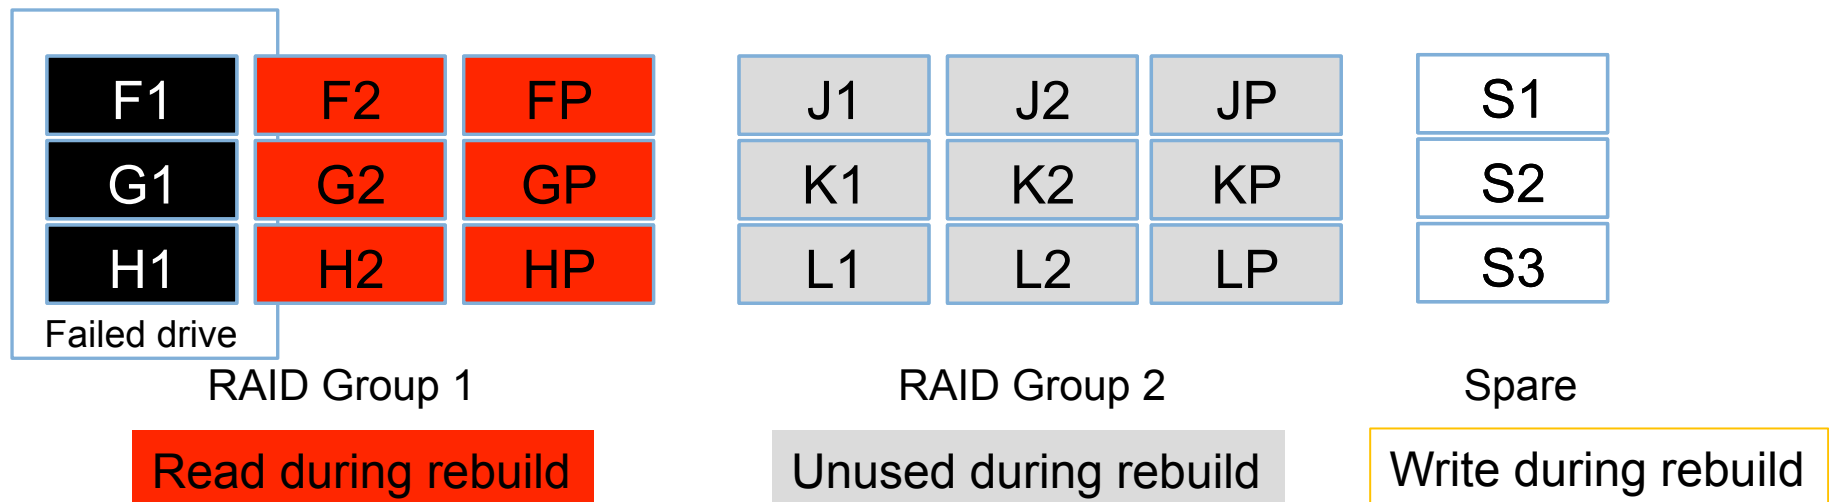 F1 F2 FP J1 J2 JP S1
G1 G2 GP K1 K2 KP S2
H1 H2 HP L1 L2 LP S3
Failed drive
RAID Group 1 RAID Group 2 Spare
Read during rebuild Unused during rebuild Write during rebuild